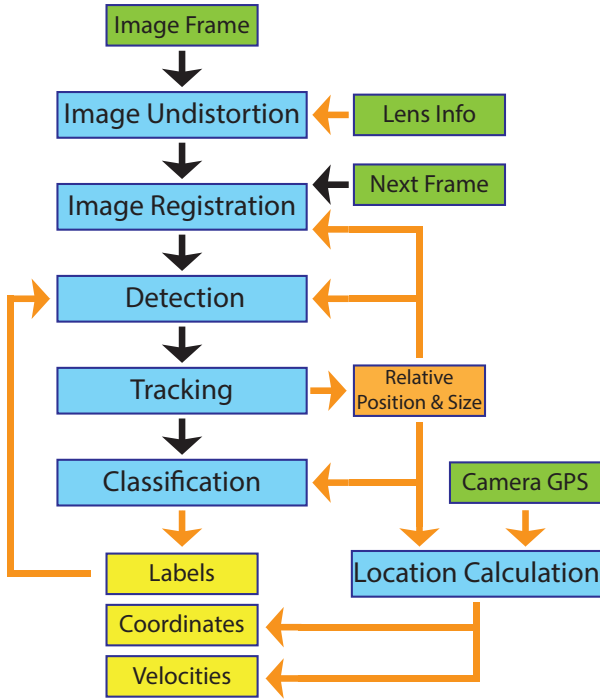 Image Frame
Image Undistortion
Lens Info
Next Frame
Image Registration
Detection
Tracking
Relative
Position & Size
Classification
Camera GPS
Labels
Location Calculation
Coordinates
Velocities